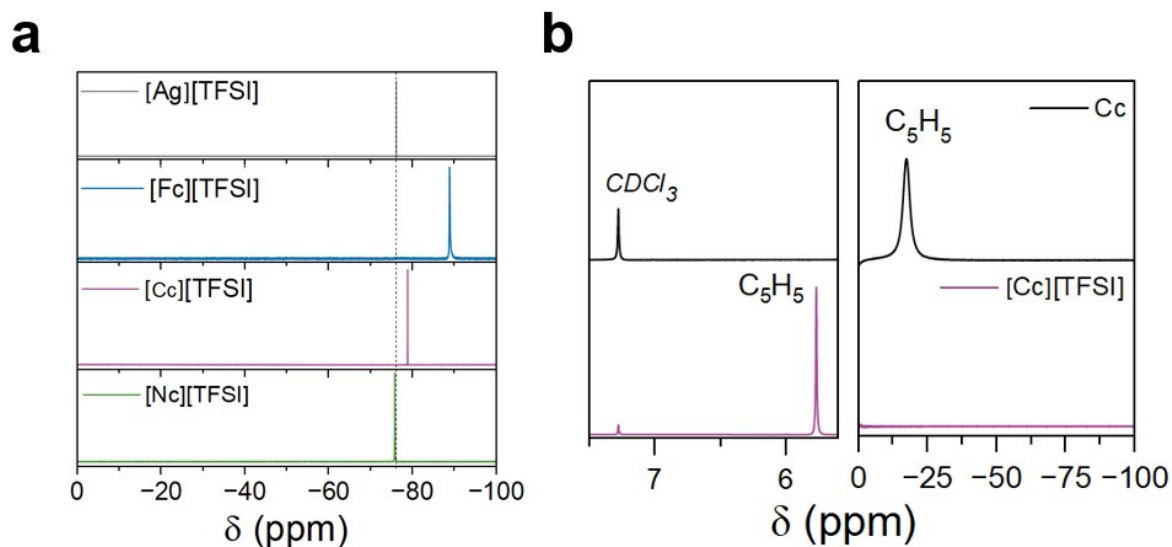 a
[Ag][TFSI]
[Fc][TFSI]
[Cc][TFSI]
[Nc][TFSI]
0 −20 −40 −60 −80 −100
δ (ppm)
b
CDCl3
C5H5
C5H5
Cc
[Cc][TFSI]
7 6
0 −25 −50 −75 −100
δ (ppm)